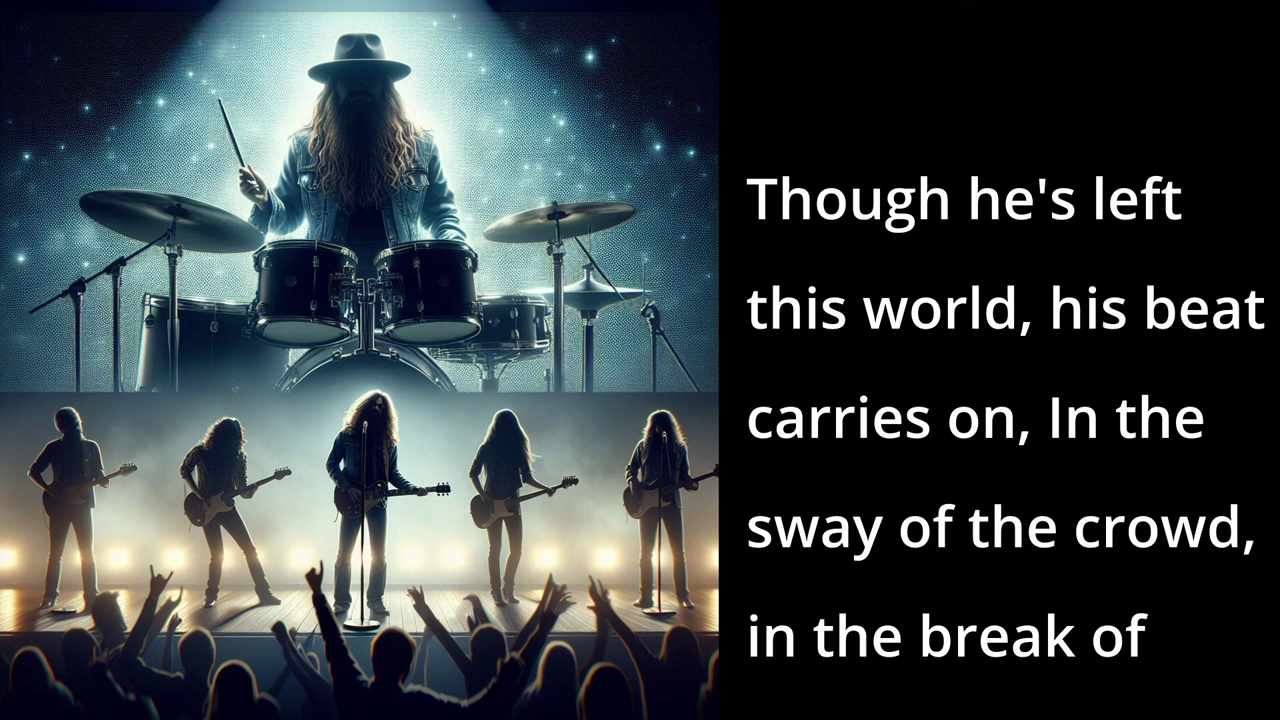 Though he's left
this world, his beat
carries on, In the
sway of the crowd,
in the break of